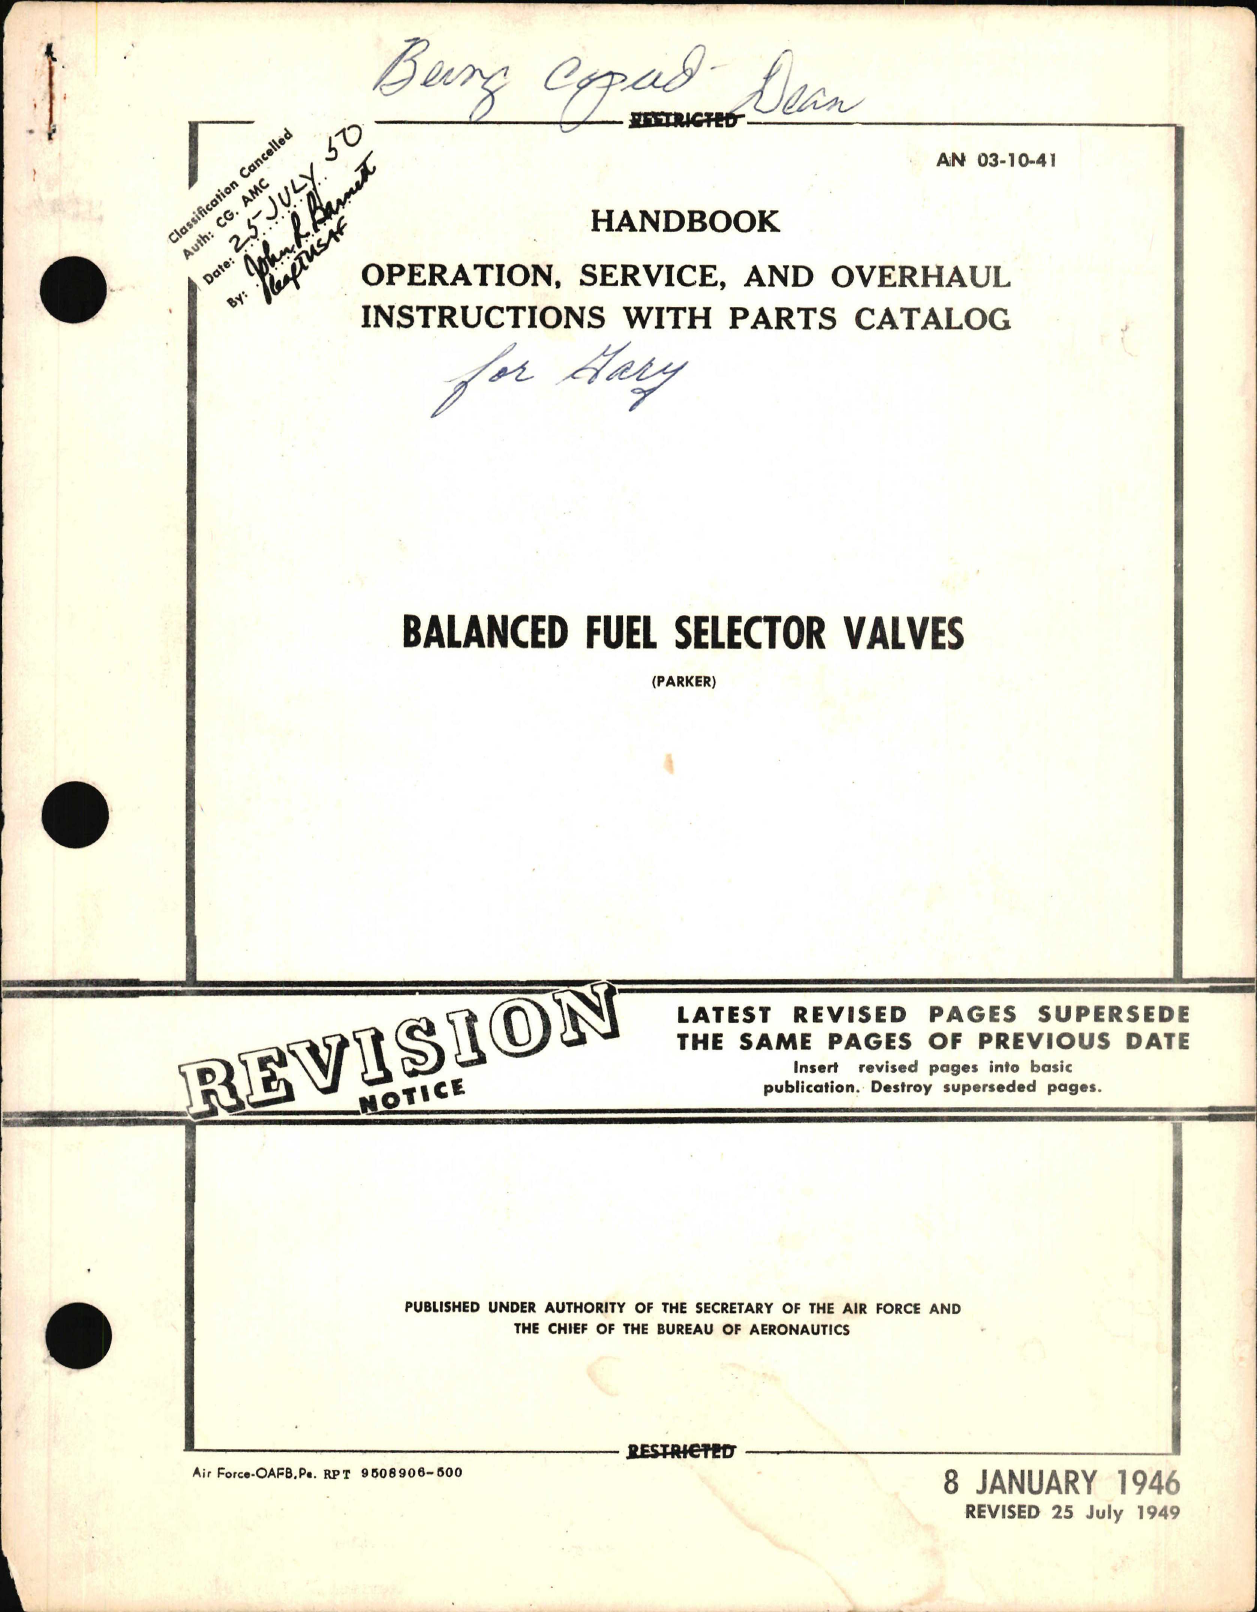 Being copied - Dean
RESTRICTED
AN 03-10-41
Classification Cancelled
Auth: CG. AMC
Date: 25 JULY 50
By: John R Barnett
Capt USAF
HANDBOOK
OPERATION, SERVICE, AND OVERHAUL
INSTRUCTIONS WITH PARTS CATALOG
for Gary
BALANCED FUEL SELECTOR VALVES
(PARKER)
REVISION
NOTICE
LATEST REVISED PAGES SUPERSEDE
THE SAME PAGES OF PREVIOUS DATE
Insert revised pages into basic
publication. Destroy superseded pages.
PUBLISHED UNDER AUTHORITY OF THE SECRETARY OF THE AIR FORCE AND
THE CHIEF OF THE BUREAU OF AERONAUTICS
RESTRICTED
Air Force-OAFB,Pa. RPT 9508906-500
8 JANUARY 1946
REVISED 25 July 1949